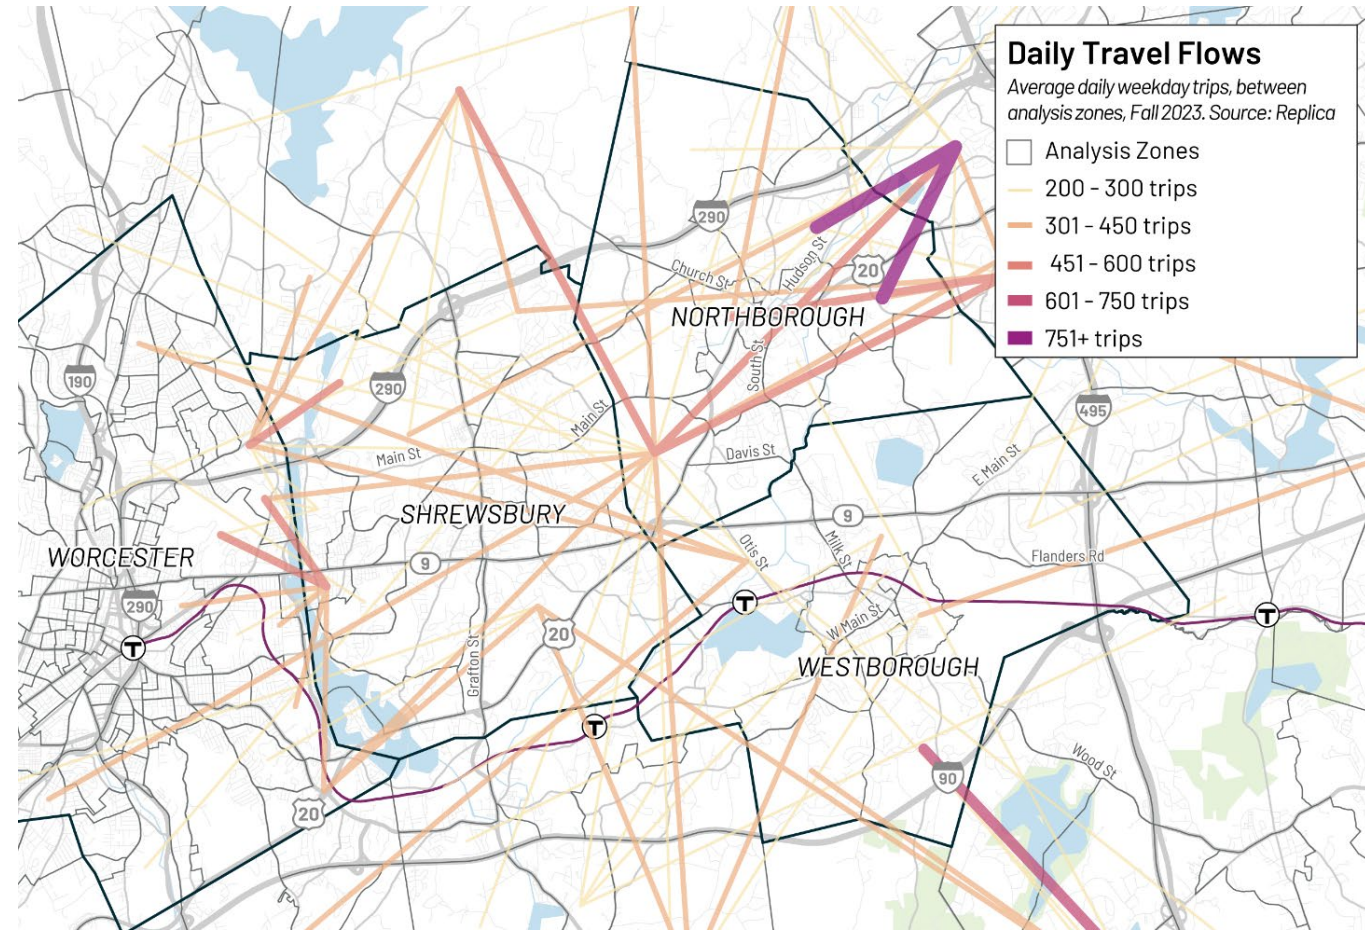 Daily Travel Flows
Average daily weekday trips, between
analysis zones, Fall 2023. Source: Replica
Analysis Zones
200 - 300 trips
301 - 450 trips
451 - 600 trips
601 - 750 trips
751+ trips
290
Church St
Hudson St
20
NORTHBOROUGH
South St
190
290
495
Main St
Main St
Davis St
E Main St
SHREWSBURY
9
WORCESTER
9
Otis St
Milk St
Flanders Rd
290
T
T
T
20
W Main St
Grafton St
WESTBOROUGH
T
90
Wood St
20